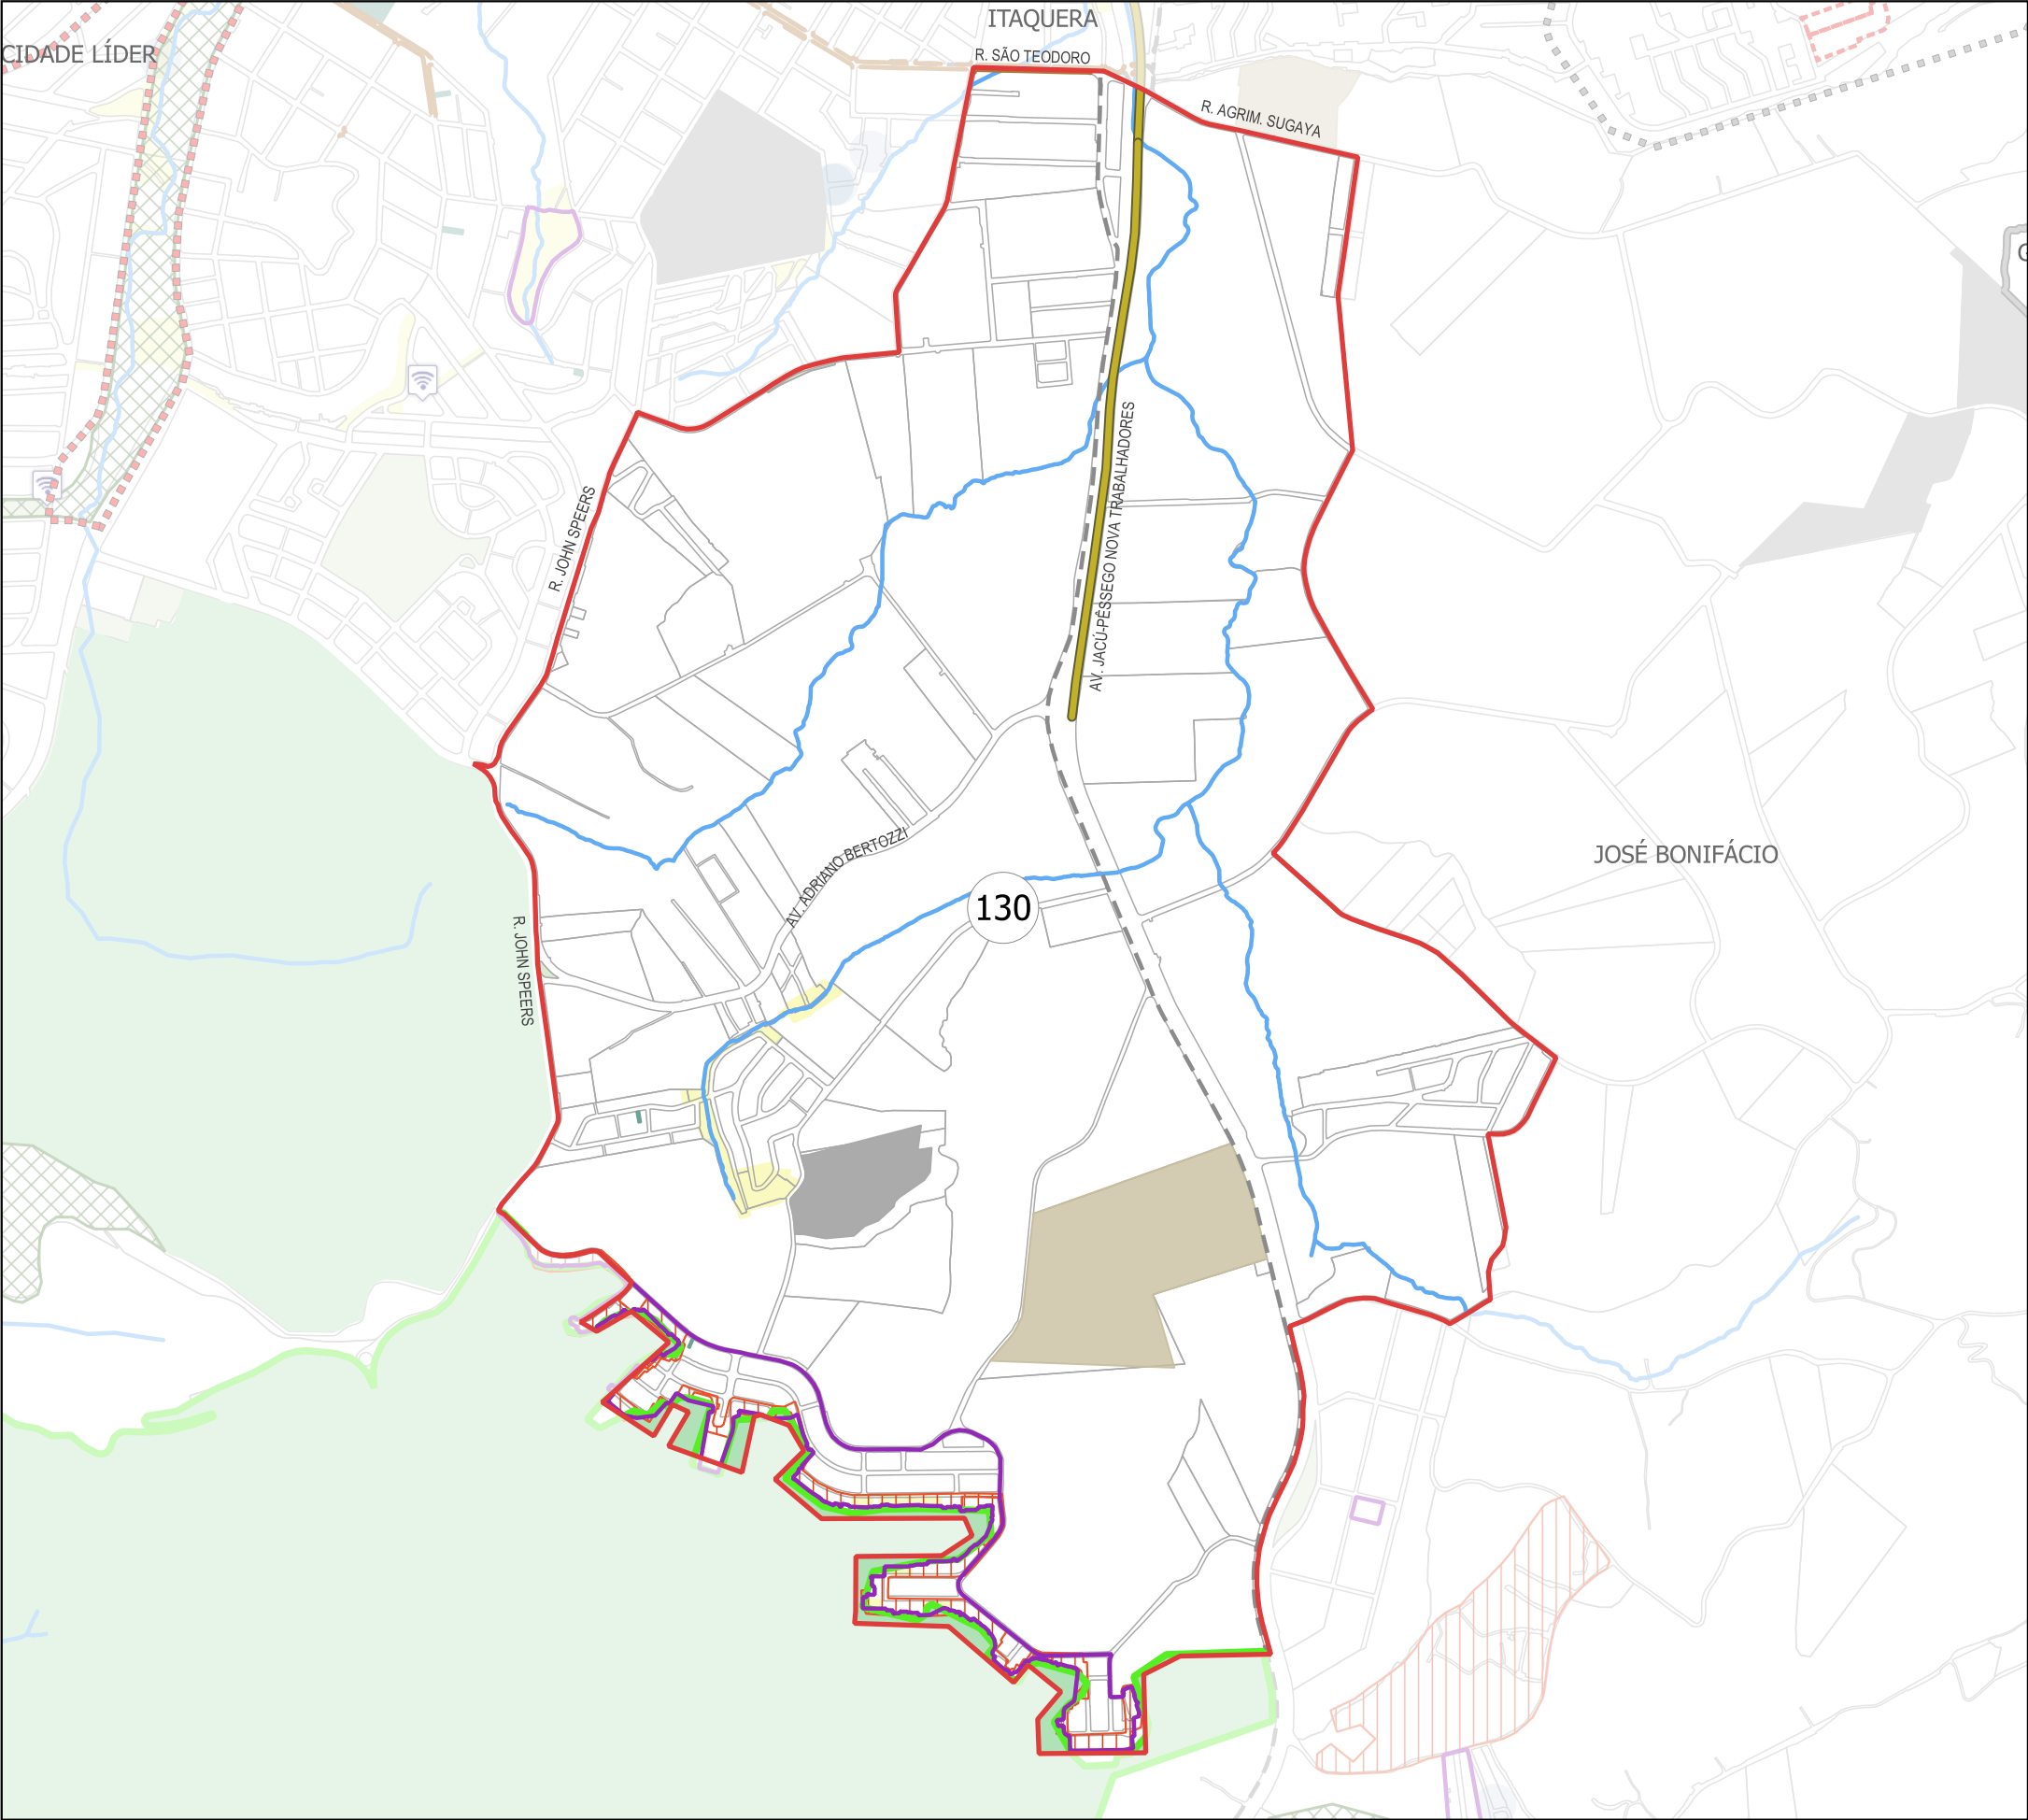 ITAQUERA
CIDADE LÍDER
R. SÃO TEODORO
R. AGRIM. SUGAYA
G
R. JOHN SPEERS
AV. JACÚ-PÊSSEGO NOVA TRABALHADORES
AV. ADRIANO BERTOZZI
JOSÉ BONIFÁCIO
130
R. JOHN SPEERS